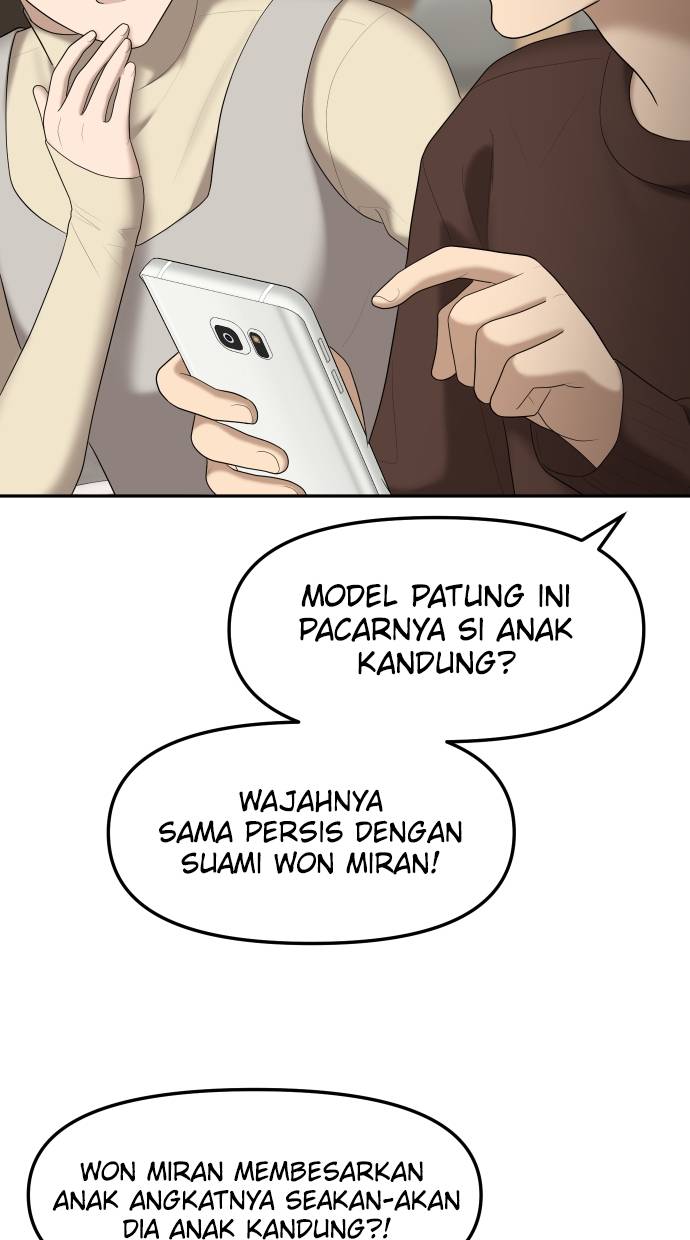 MODEL PATUNG INI
PACARNYA SI ANAK
KANDUNG?
WAJAHNYA
SAMA PERSIS DENGAN
SUAMI WON MIRAN!
WON MIRAN MEMBESARKAN
ANAK ANGKATNYA SEAKAN-AKAN
DIA ANAK KANDUNG?!